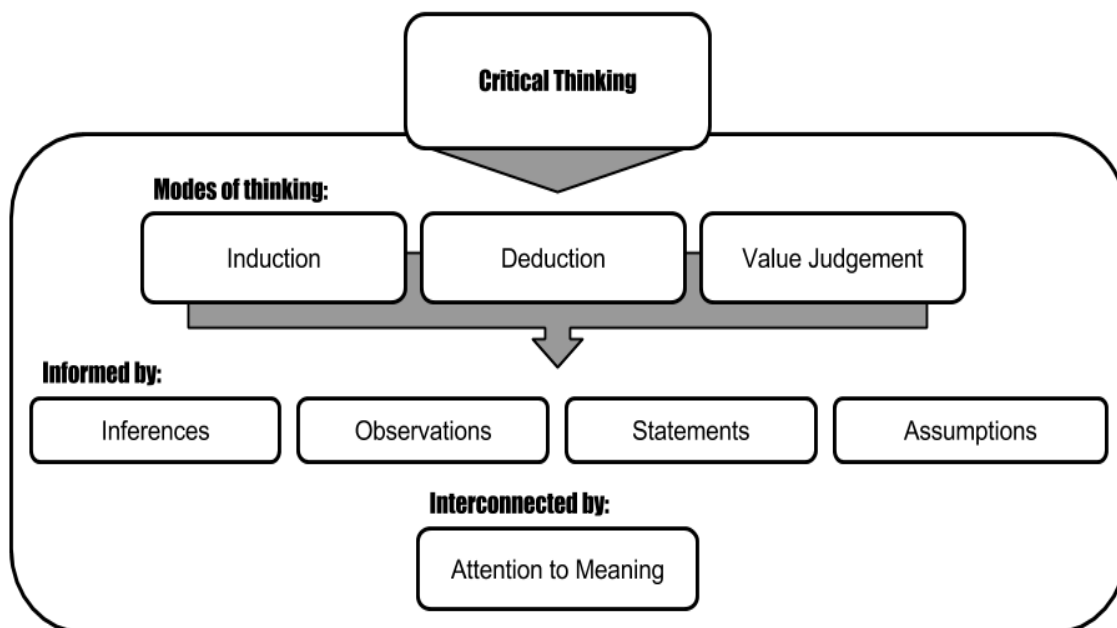 Critical Thinking
Modes of thinking:
Induction
Deduction
Value Judgement
Informed by:
Inferences
Observations
Statements
Assumptions
Interconnected by:
Attention to Meaning